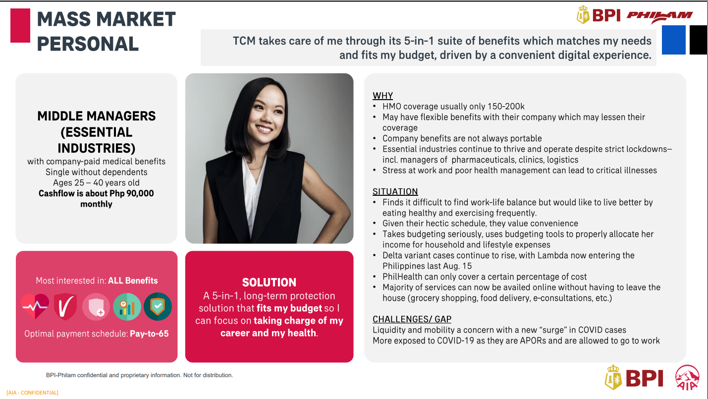 MASS MARKET
PERSONAL
BPI PHILAM
TCM takes care of me through its 5-in-1 suite of benefits which matches my needs
and fits my budget, driven by a convenient digital experience.
MIDDLE MANAGERS
(ESSENTIAL
INDUSTRIES)
with company-paid medical benefits
Single without dependents
Ages 25 – 40 years old
Cashflow is about Php 90,000
monthly
Most interested in: ALL Benefits
Optimal payment schedule: Pay-to-65
SOLUTION
A 5-in-1, long-term protection
solution that fits my budget so I
can focus on taking charge of my
career and my health.
WHY
• HMO coverage usually only 150-200k
• May have flexible benefits with their company which may lessen their
coverage
• Company benefits are not always portable
• Essential industries continue to thrive and operate despite strict lockdowns–
incl. managers of pharmaceuticals, clinics, logistics
• Stress at work and poor health management can lead to critical illnesses
SITUATION
• Finds it difficult to find work-life balance but would like to live better by
eating healthy and exercising frequently.
• Given their hectic schedule, they value convenience
• Takes budgeting seriously, uses budgeting tools to properly allocate her
income for household and lifestyle expenses
• Delta variant cases continue to rise, with Lambda now entering the
Philippines last Aug. 15
• PhilHealth can only cover a certain percentage of cost
• Majority of services can now be availed online without having to leave the
house (grocery shopping, food delivery, e-consultations, etc.)
CHALLENGES/ GAP
Liquidity and mobility a concern with a new “surge” in COVID cases
More exposed to COVID-19 as they are APORs and are allowed to go to work
BPI-Philam confidential and proprietary information. Not for distribution.
[AIA - CONFIDENTIAL]
BPI AIA